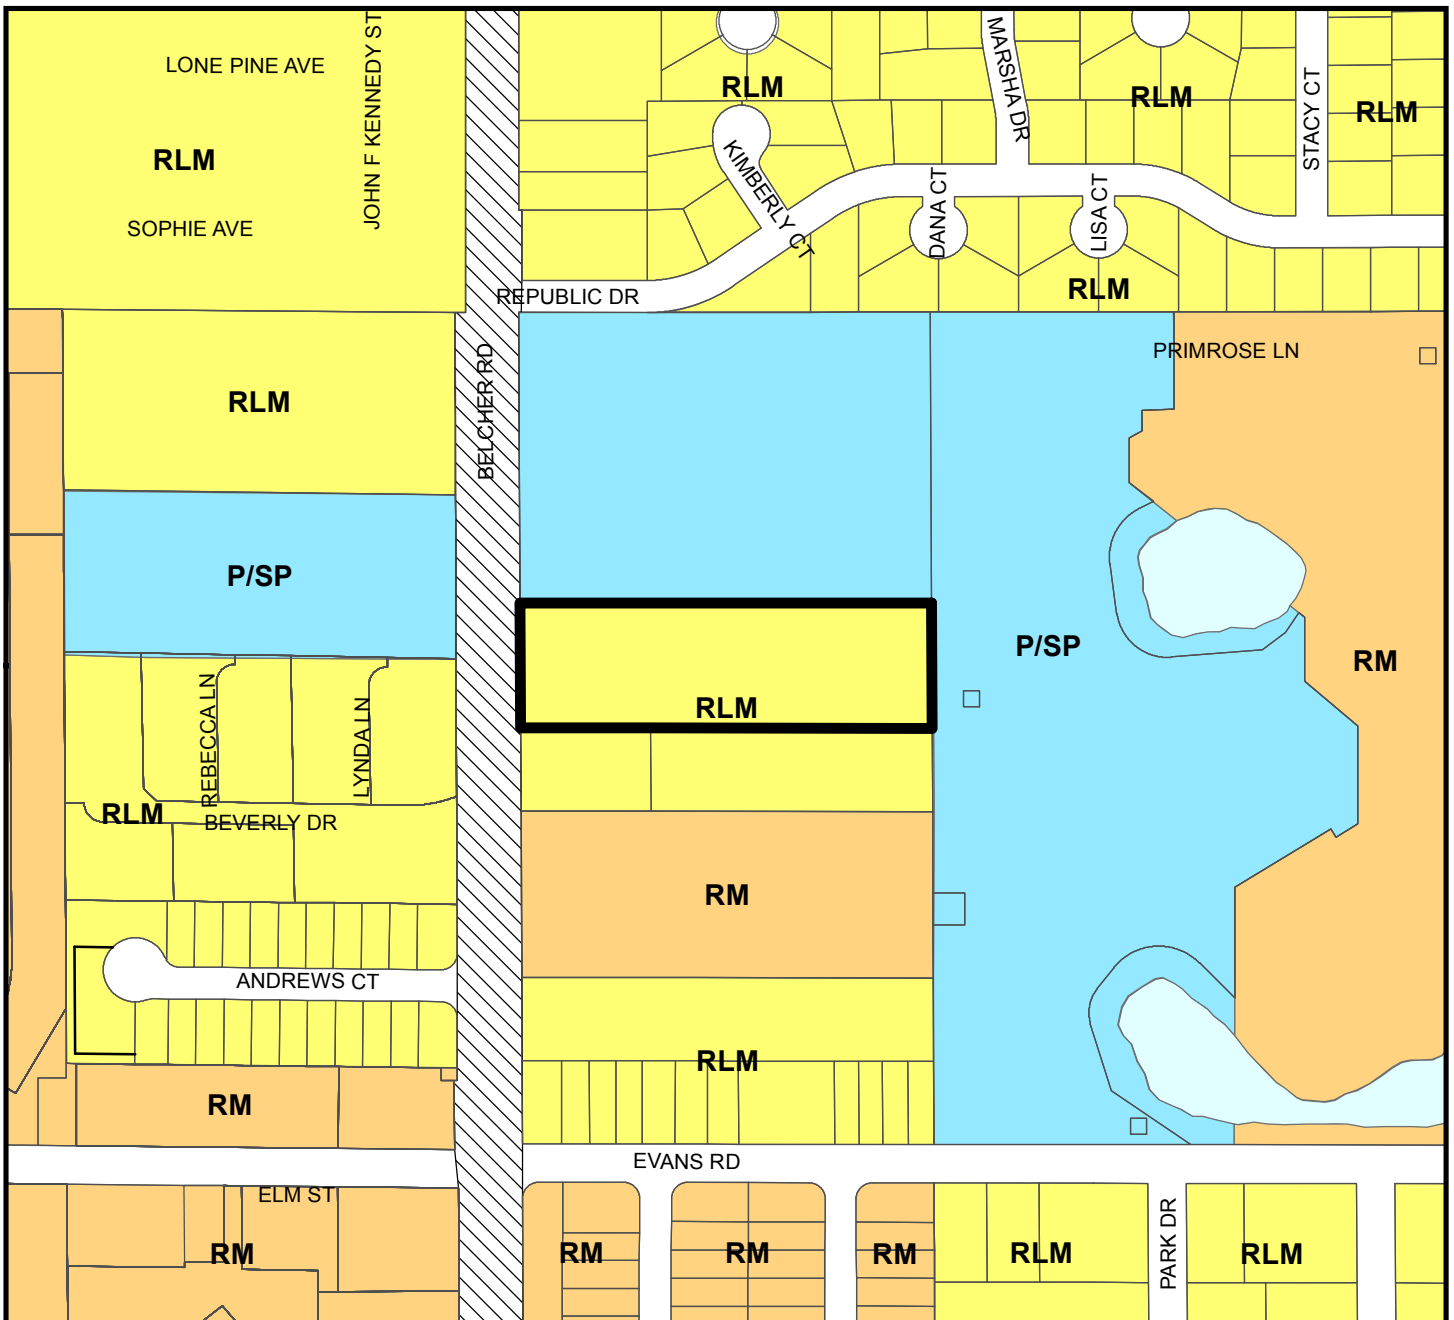 LONE PINE AVE
JOHN F KENNEDY ST
RLM
SOPHIE AVE
RLM
MARSHA DR
RLM
STACY CT
RLM
KIMBERLY CT
DANA CT
LISA CT
RLM
REPUBLIC DR
PRIMROSE LN
RLM
BELCHER RD
P/SP
P/SP
RM
RLM
REBECCA LN
LYNDA LN
RLM
BEVERLY DR
RM
ANDREWS CT
RLM
RM
EVANS RD
ELM ST
RM
RM
RM
RM
RLM
PARK DR
RLM